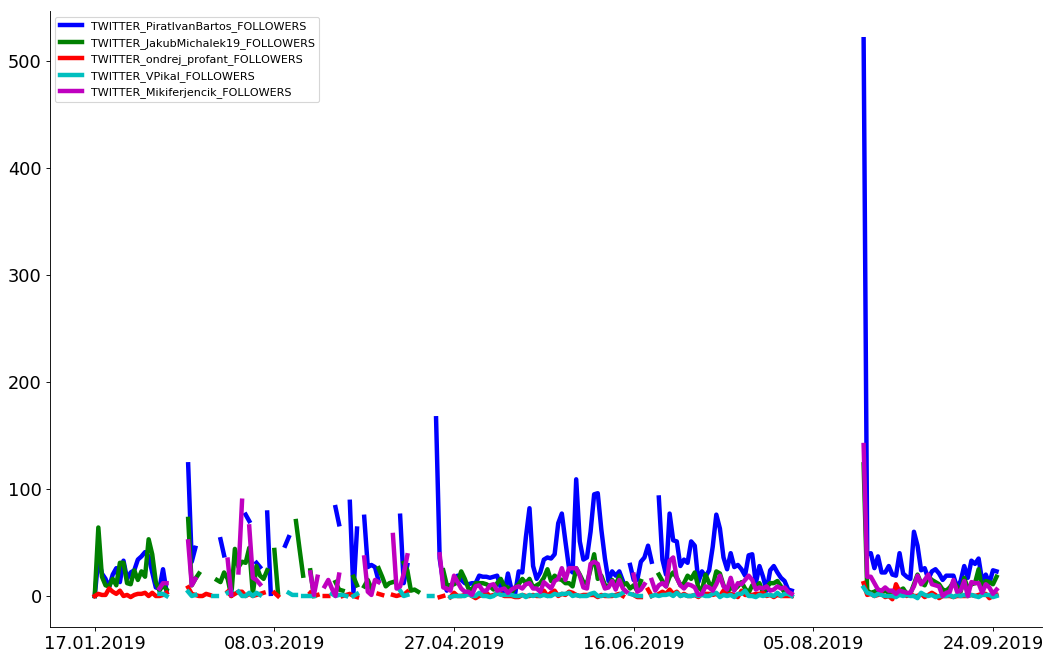 TWITTER_PiratIvanBartos_FOLLOWERS
TWITTER_JakubMichalek19_FOLLOWERS
TWITTER_ondrej_profant_FOLLOWERS
TWITTER_VPikal_FOLLOWERS
TWITTER_Mikiferjencik_FOLLOWERS
500
400
300
200
100
0
17.01.2019 08.03.2019 27.04.2019 16.06.2019 05.08.2019 24.09.2019